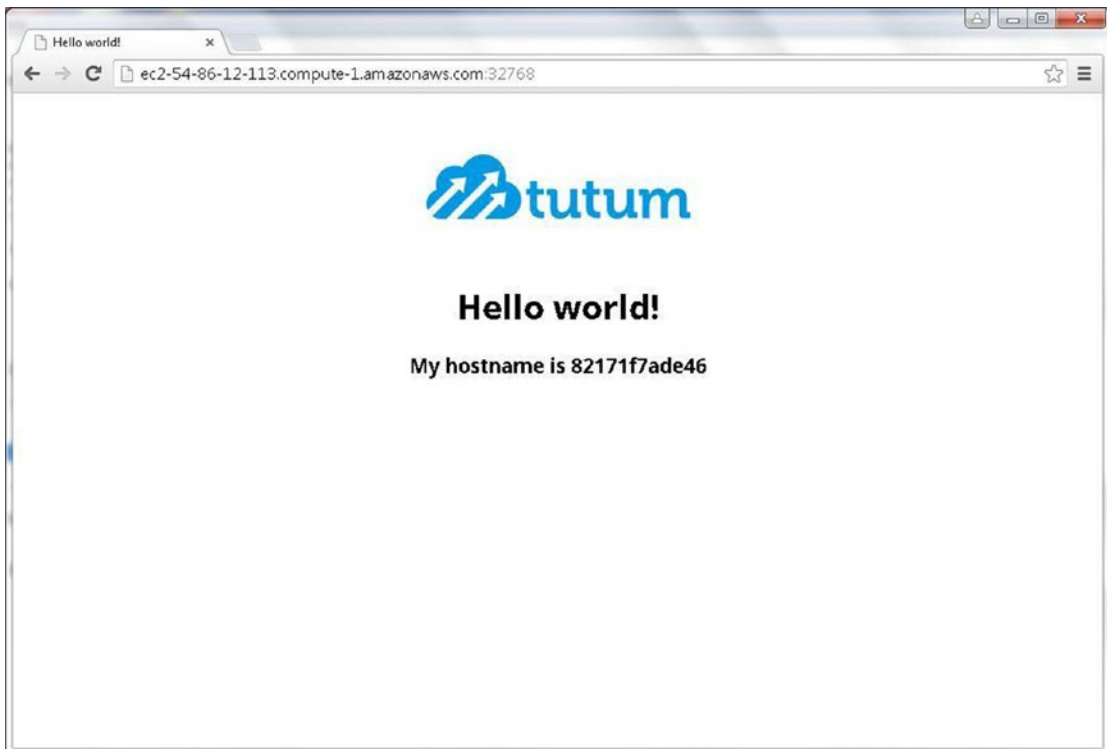 Hello world!
ec2-54-86-12-113.compute-1.amazonaws.com:32768
tutum
Hello world!
My hostname is 82171f7ade46